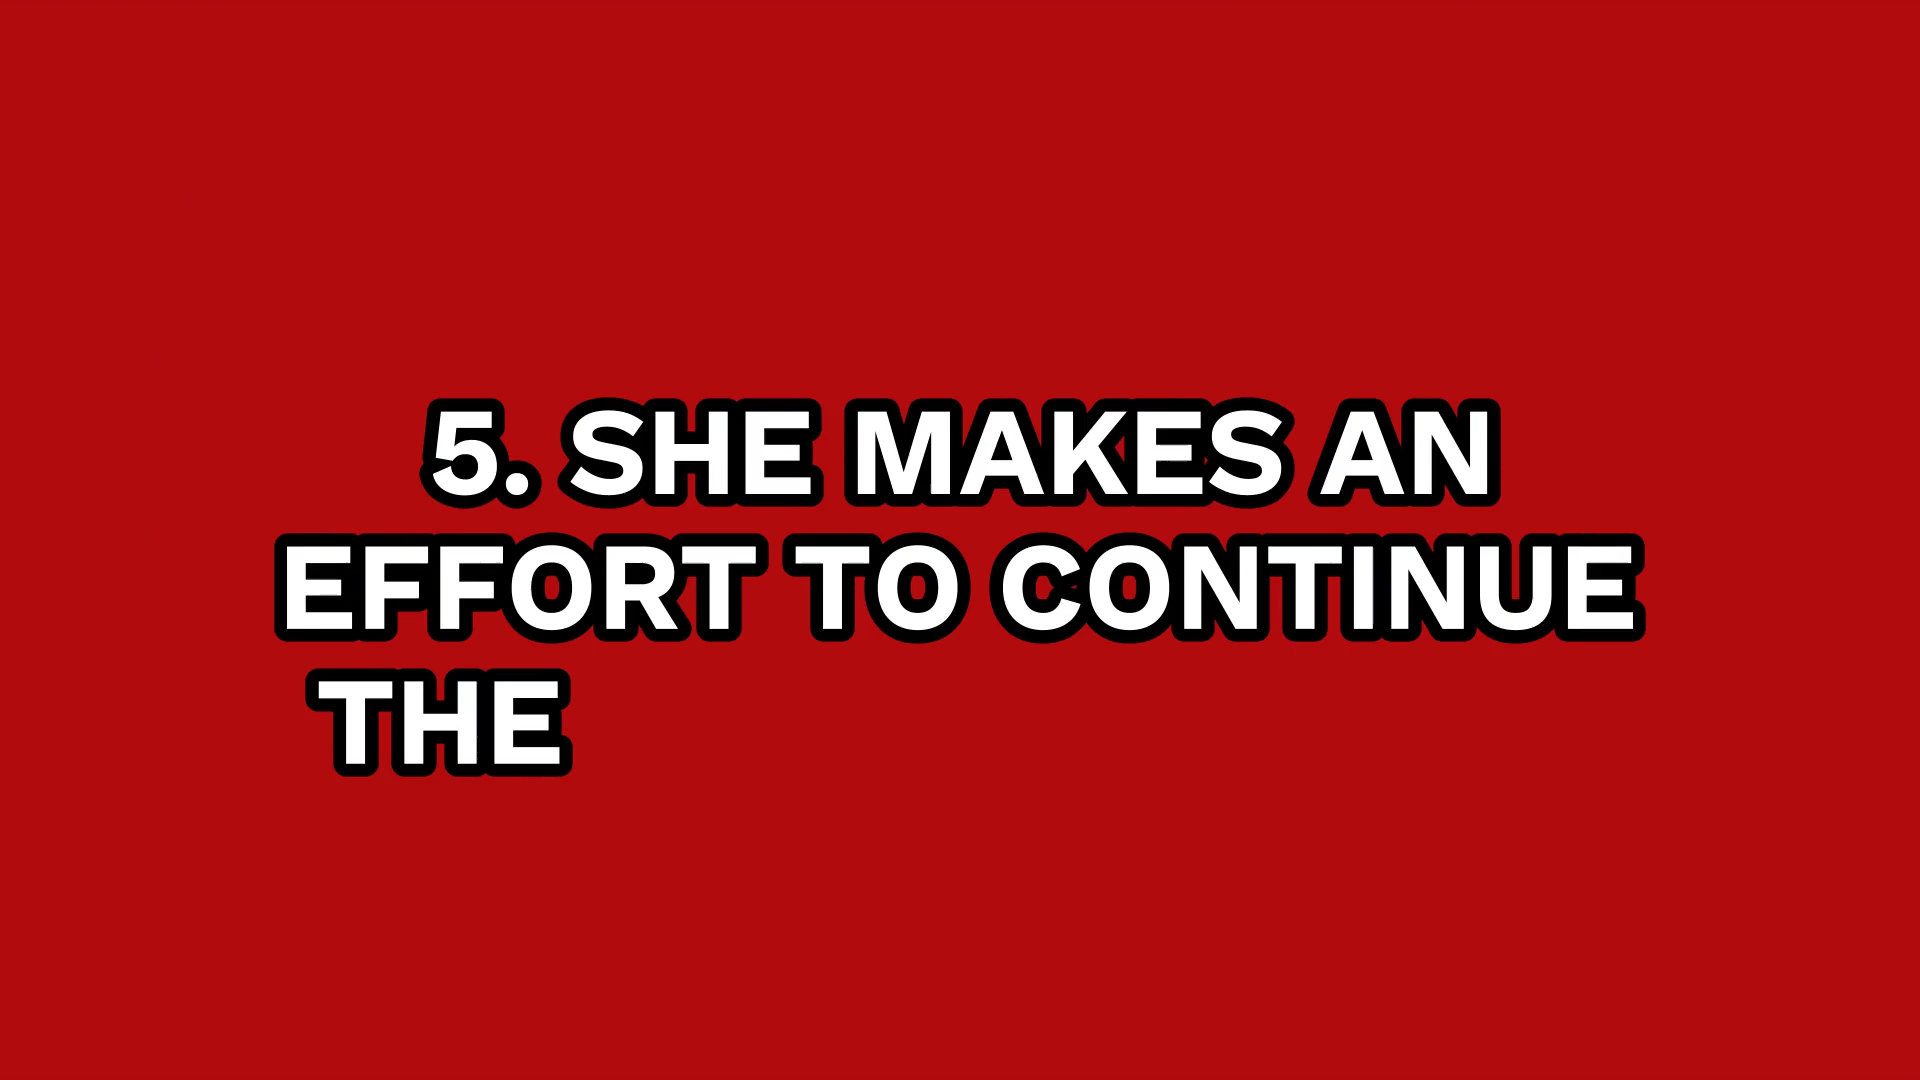 5. SHE MAKES AN
EFFORT TO CONTINUE
THE